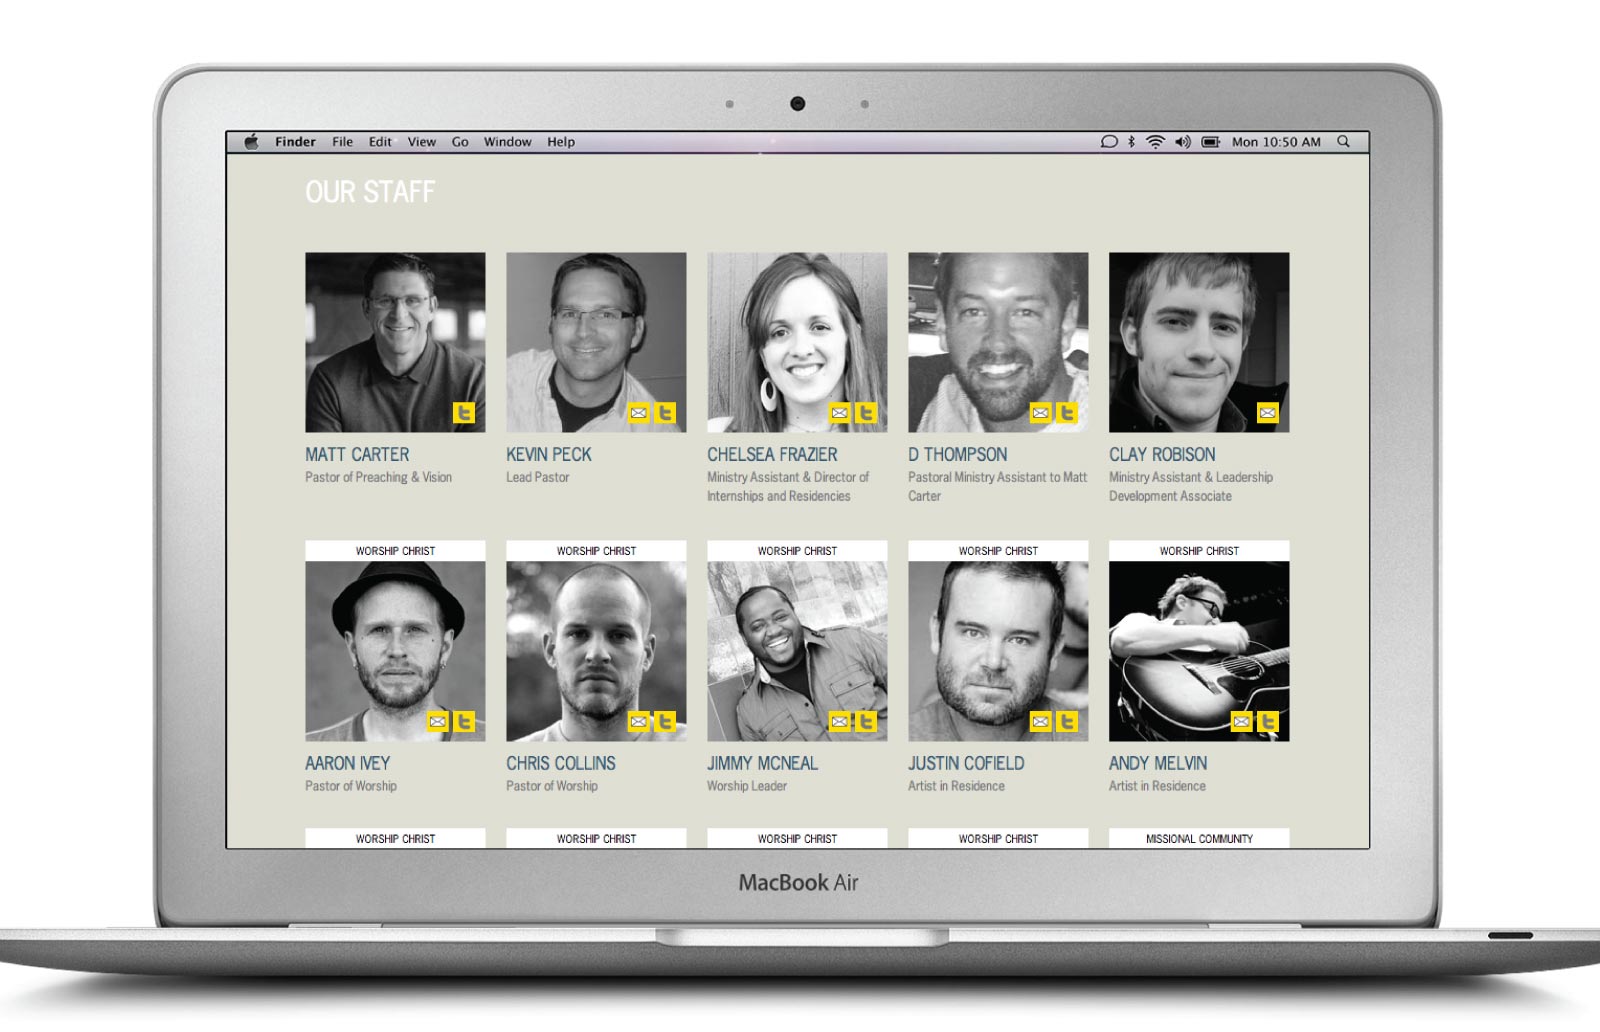 Finder File Edit View Go Window Help Mon 10:50 AM
OUR STAFF
MATT CARTER
Pastor of Preaching & Vision
KEVIN PECK
Lead Pastor
CHELSEA FRAZIER
Ministry Assistant & Director of
Internships and Residencies
D THOMPSON
Pastoral Ministry Assistant to Matt
Carter
CLAY ROBISON
Ministry Assistant & Leadership
Development Associate
WORSHIP CHRIST
AARON IVEY
Pastor of Worship
WORSHIP CHRIST
CHRIS COLLINS
Pastor of Worship
WORSHIP CHRIST
JIMMY MCNEAL
Worship Leader
WORSHIP CHRIST
JUSTIN COFIELD
Artist in Residence
WORSHIP CHRIST
ANDY MELVIN
Artist in Residence
WORSHIP CHRIST
WORSHIP CHRIST
WORSHIP CHRIST
WORSHIP CHRIST
MISSIONAL COMMUNITY
MacBook Air